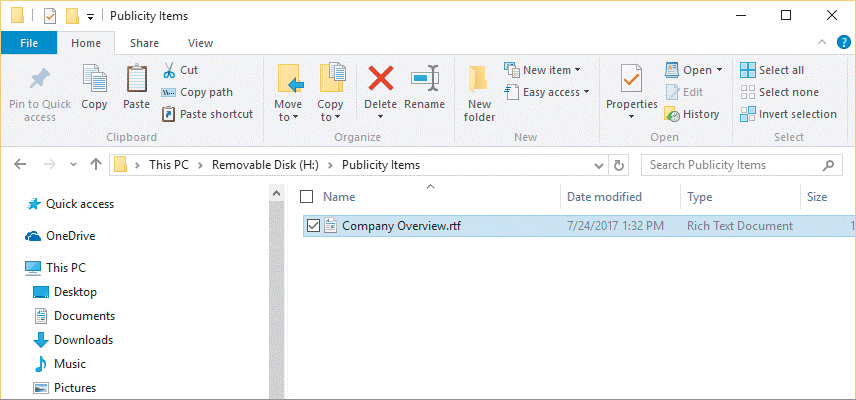 Publicity Items
File Home Share View
Pin to Quick access
Copy
Paste
Cut
Copy path
Paste shortcut
Move to
Copy to
Delete
Rename
New folder
New item
Easy access
Properties
Open
Edit
History
Select all
Select none
Invert selection
Clipboard Organize New Open Select
This PC Removable Disk (H:) Publicity Items Search Publicity Items
Name Date modified Type Size
Company Overview.rtf 7/24/2017 1:32 PM Rich Text Document 1
Quick access
OneDrive
This PC
Desktop
Documents
Downloads
Music
Pictures